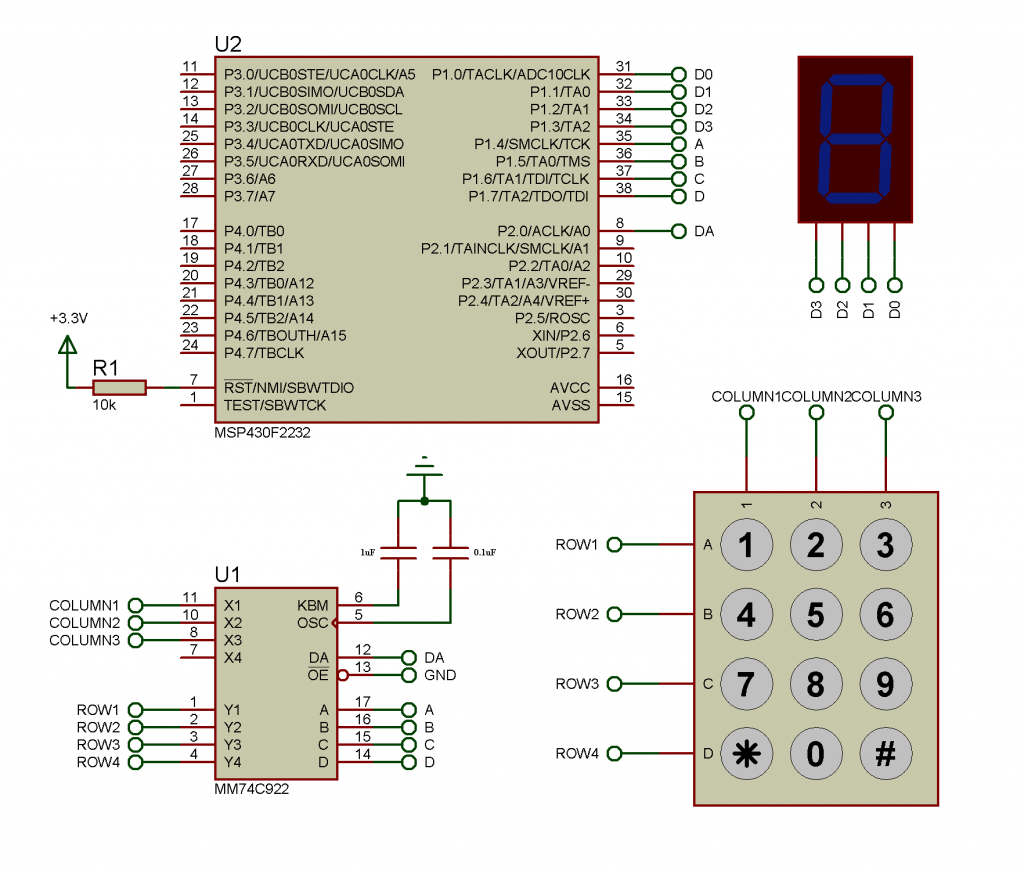 U2
11 P3.0/UCB0STE/UCA0CLK/A5 P1.0/TACLK/ADC10CLK 31 D0
12 P3.1/UCB0SIMO/UCB0SDA P1.1/TA0 32 D1
13 P3.2/UCB0SOMI/UCB0SCL P1.2/TA1 33 D2
14 P3.3/UCB0CLK/UCA0STE P1.3/TA2 34 D3
25 P3.4/UCA0TXD/UCA0SIMO P1.4/SMCLK/TCK 35 A
26 P3.5/UCA0RXD/UCA0SOMI P1.5/TA0/TMS 36 B
27 P3.6/A6 P1.6/TA1/TDI/TCLK 37 C
28 P3.7/A7 P1.7/TA2/TDO/TDI 38 D
17 P4.0/TB0 P2.0/ACLK/A0 8 DA
18 P4.1/TB1 P2.1/TAINCLK/SMCLK/A1 9
19 P4.2/TB2 P2.2/TA0/A2 10
20 P4.3/TB0/A12 P2.3/TA1/A3/VREF- 29
21 P4.4/TB1/A13 P2.4/TA2/A4/VREF+ 30
22 P4.5/TB2/A14 P2.5/ROSC 3
23 P4.6/TBOUTH/A15 XIN/P2.6 6
24 P4.7/TBCLK XOUT/P2.7 5
7 RST/NMI/SBWTDIO AVCC 16
1 TEST/SBWTCK AVSS 15
MSP430F2232
+3.3V
R1
10k
D3 D2 D1 D0
1uF 0.1uF
U1
COLUMN1 11 X1 KBM 6
COLUMN2 10 X2 OSC 5
COLUMN3 8 X3
7 X4 DA 12 DA
OE 13 GND
ROW1 1 Y1 A 17 A
ROW2 2 Y2 B 16 B
ROW3 3 Y3 C 15 C
ROW4 4 Y4 D 14 D
MM74C922
COLUMN1 COLUMN2 COLUMN3
1 2 3
ROW1 A 1 2 3
ROW2 B 4 5 6
ROW3 C 7 8 9
ROW4 D * 0 #